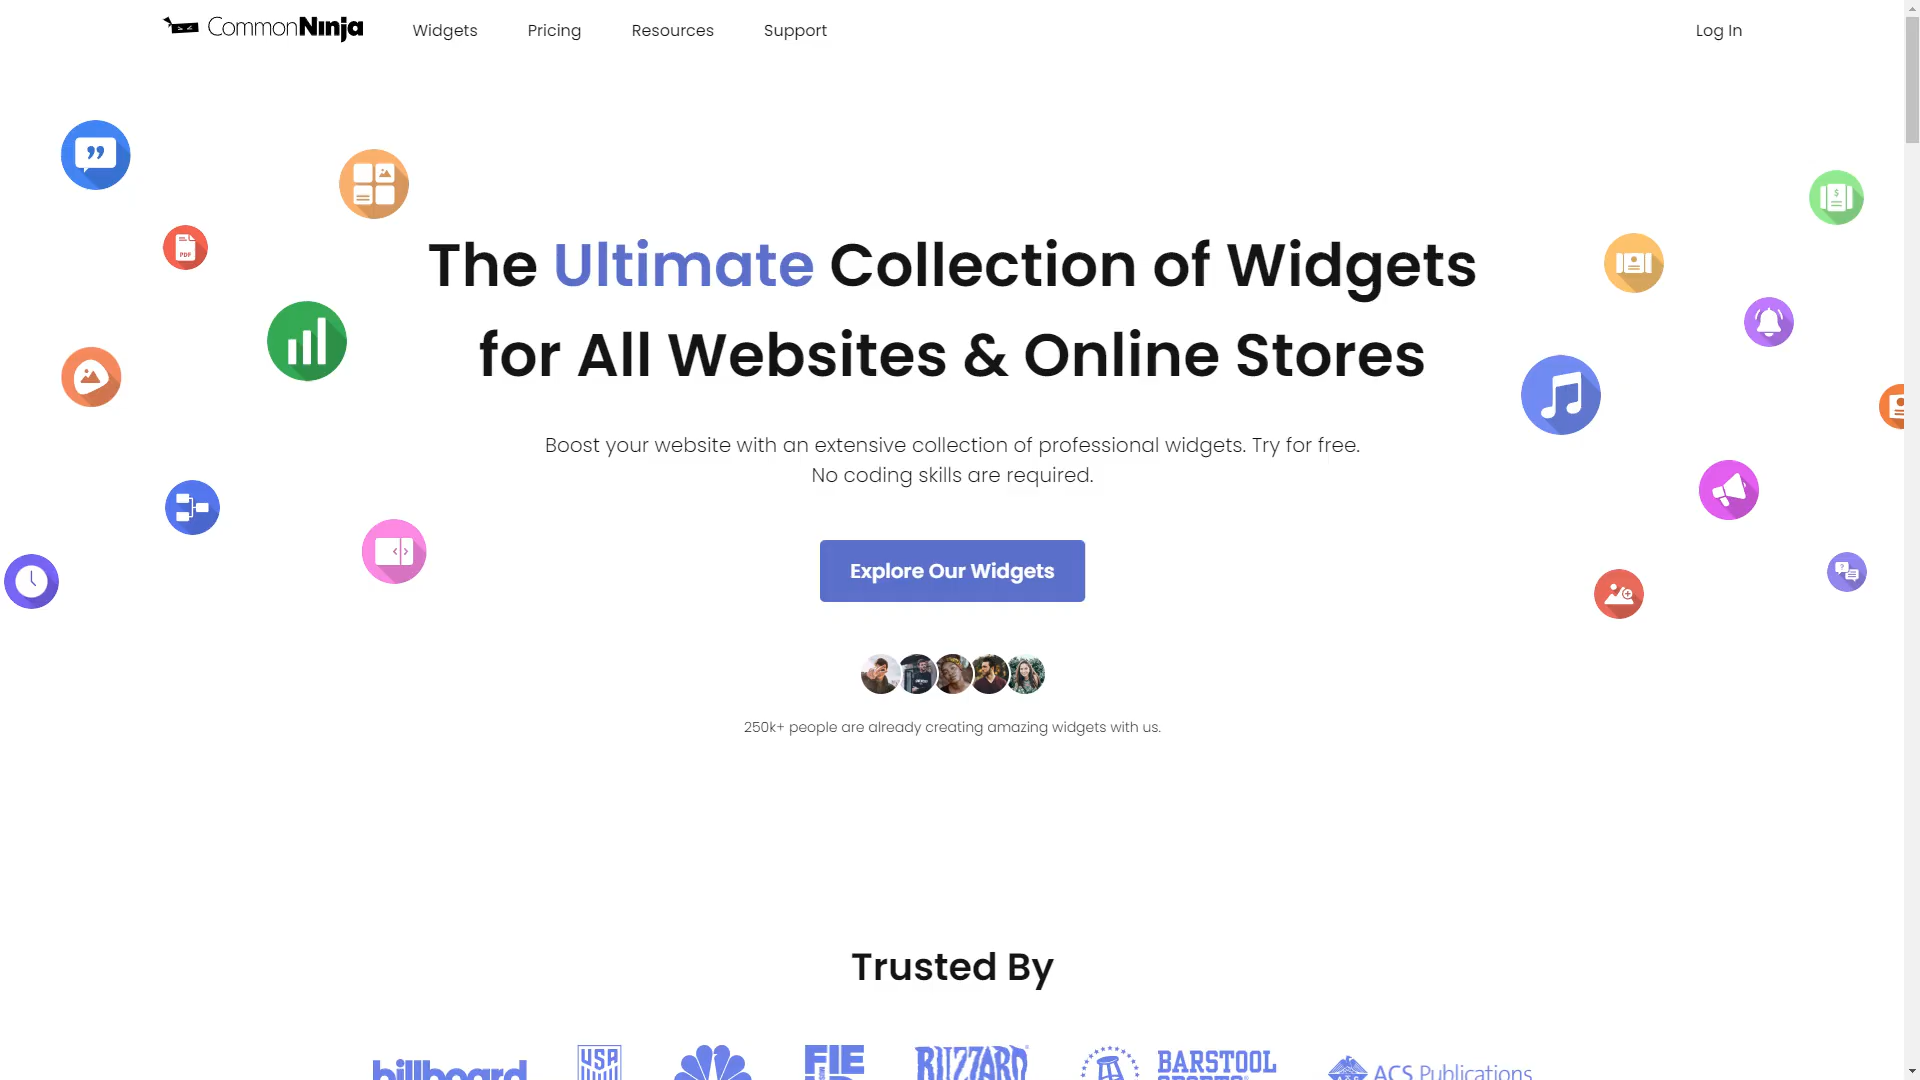 CommonNinja
Widgets
Pricing
Resources
Support
Log In
PDF
The Ultimate Collection of Widgets
for All Websites & Online Stores
Boost your website with an extensive collection of professional widgets. Try for free.
No coding skills are required.
Explore Our Widgets
250k+ people are already creating amazing widgets with us.
Trusted By
billboard
USA
BLIZZARD
BARSTOOL
SPORTS
ACS Publications